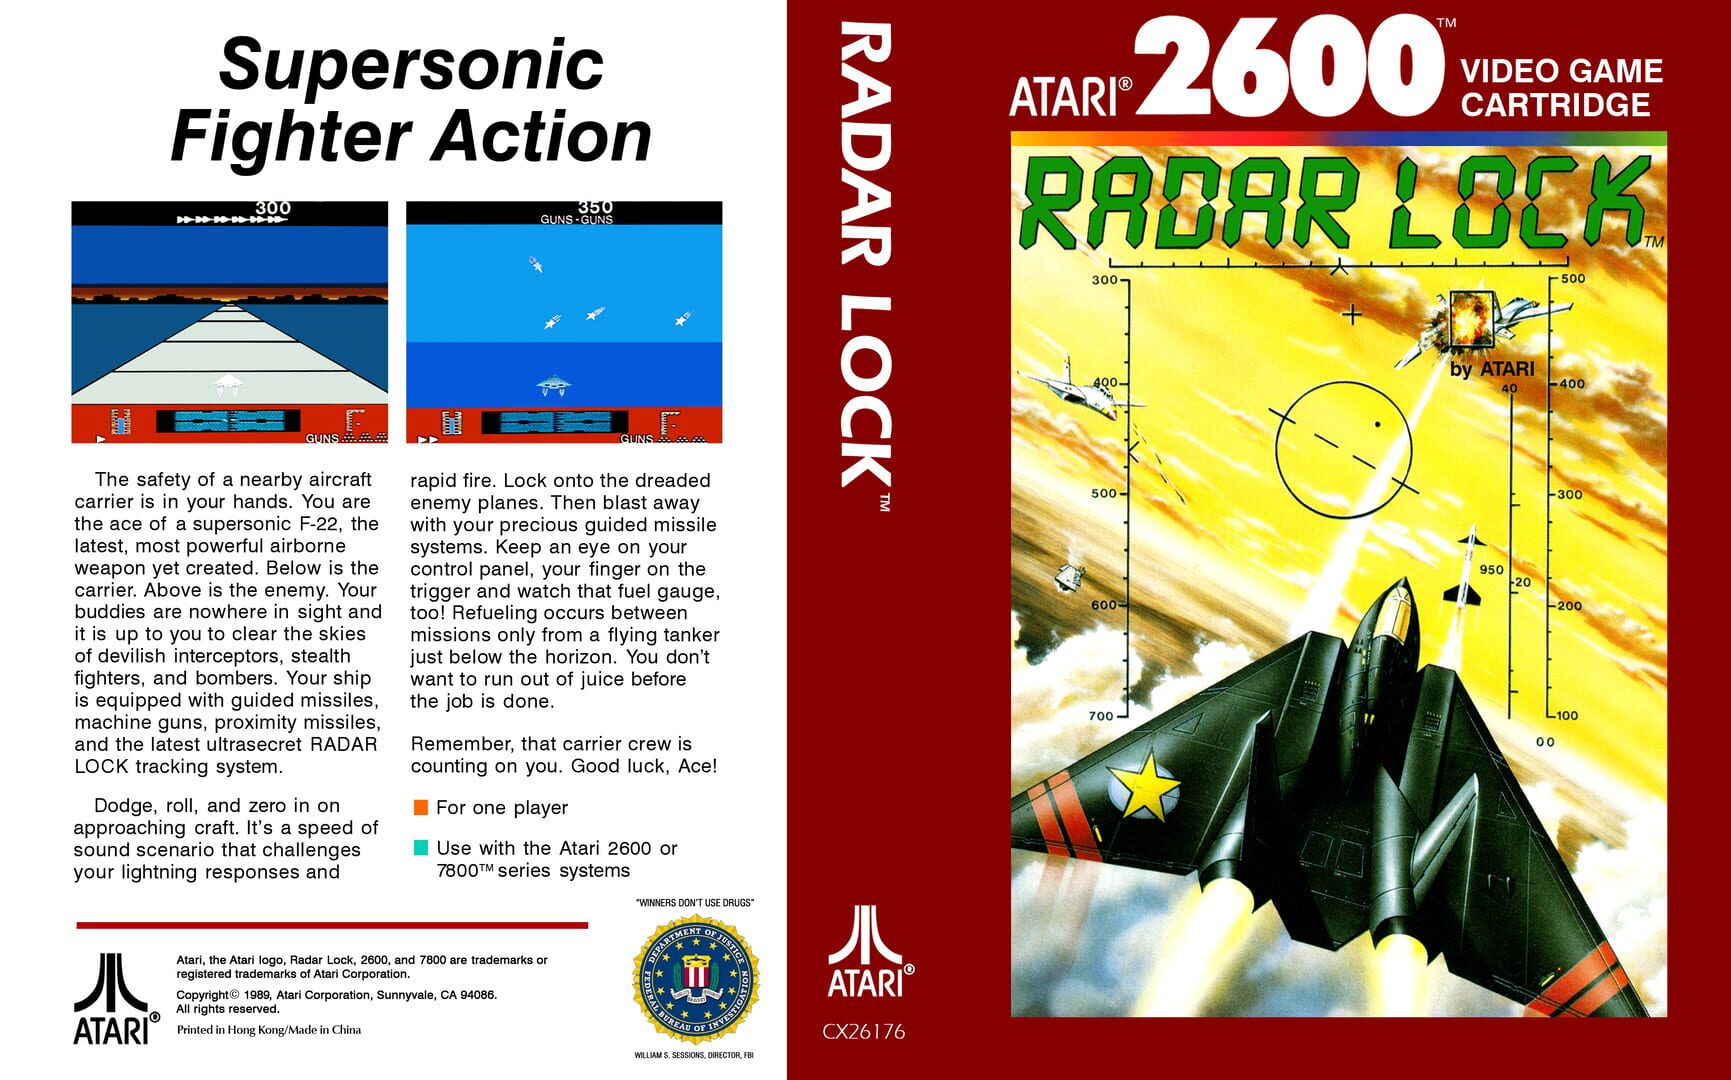 Supersonic
Fighter Action
300
350
GUNS-GUNS
GUNS
GUNS
The safety of a nearby aircraft
carrier is in your hands. You are
the ace of a supersonic F-22, the
latest, most powerful airborne
weapon yet created. Below is the
carrier. Above is the enemy. Your
buddies are nowhere in sight and
it is up to you to clear the skies
of devilish interceptors, stealth
fighters, and bombers. Your ship
is equipped with guided missiles,
machine guns, proximity missiles,
and the latest ultrasecret RADAR
LOCK tracking system.
Dodge, roll, and zero in on
approaching craft. It's a speed of
sound scenario that challenges
your lightning responses and
rapid fire. Lock onto the dreaded
enemy planes. Then blast away
with your precious guided missile
systems. Keep an eye on your
control panel, your finger on the
trigger and watch that fuel gauge,
too! Refueling occurs between
missions only from a flying tanker
just below the horizon. You don't
want to run out of juice before
the job is done.
Remember, that carrier crew is
counting on you. Good luck, Ace!
For one player
Use with the Atari 2600 or
7800™ series systems
ATARI®
Atari, the Atari logo, Radar Lock, 2600, and 7800 are trademarks or
registered trademarks of Atari Corporation.
Copyright© 1989, Atari Corporation, Sunnyvale, CA 94086.
All rights reserved.
Printed in Hong Kong/Made in China
"WINNERS DON'T USE DRUGS"
DEPARTMENT OF JUSTICE
FEDERAL BUREAU OF INVESTIGATION
WILLIAM S. SESSIONS, DIRECTOR, FBI
RADAR LOCK™
ATARI®
CX26176
ATARI® 2600™ VIDEO GAME
CARTRIDGE
RADAR LOCK™
by ATARI
300
400
500
600
700
500
400
300
200
100
40
950
20
00